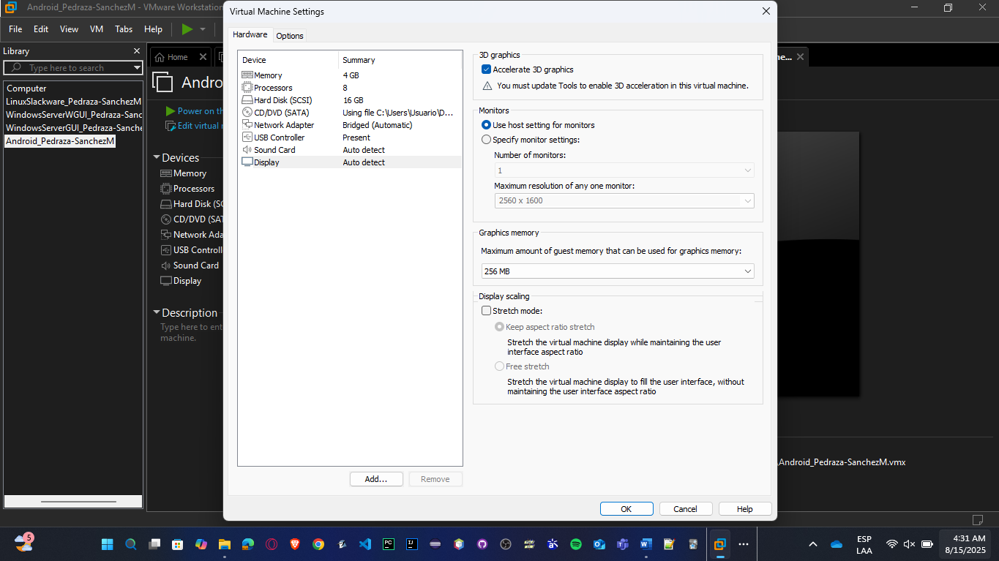 Android_Pedraza-SanchezM - VMware Workstation
File Edit View VM Tabs Help
Library
Type here to search
Computer
LinuxSlackware_Pedraza-SanchezM
WindowsServerWGUI_Pedraza-Sanc
WindowsServerGUI_Pedraza-Sanche
Android_Pedraza-SanchezM
Home
Andro
Power on th
Edit virtual
Devices
Memory
Processors
Hard Disk (SC
CD/DVD (SAT
Network Ada
USB Controll
Sound Card
Display
Description
Type here to ent
machine.
Virtual Machine Settings
Hardware Options
Device Summary
Memory 4 GB
Processors 8
Hard Disk (SCSI) 16 GB
CD/DVD (SATA) Using file C:\Users\Usuario\D...
Network Adapter Bridged (Automatic)
USB Controller Present
Sound Card Auto detect
Display Auto detect
Add... Remove
3D graphics
Accelerate 3D graphics
You must update Tools to enable 3D acceleration in this virtual machine.
Monitors
Use host setting for monitors
Specify monitor settings:
Number of monitors:
1
Maximum resolution of any one monitor:
2560 x 1600
Graphics memory
Maximum amount of guest memory that can be used for graphics memory:
256 MB
Display scaling
Stretch mode:
Keep aspect ratio stretch
Stretch the virtual machine display while maintaining the user
interface aspect ratio
Free stretch
Stretch the virtual machine display to fill the user interface, without
maintaining the user interface aspect ratio
OK Cancel Help
ne...
\Android_Pedraza-SanchezM.vmx
5
ESP
LAA
4:31 AM
8/15/2025